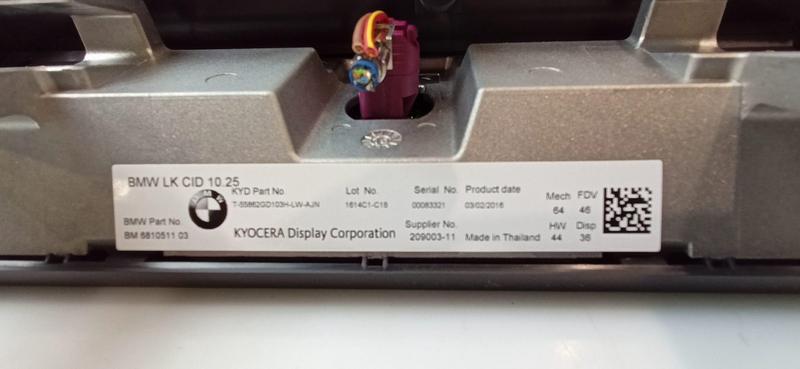 BMW LK CID 10.25
KYD Part No
T-55862GD103H-LW-AJN
Lot No.
1614C1-C18
Serial No.
00083321
Product date
03/02/2016
Mech FDV
64 46
BMW Part No
BM 6810511 03
KYOCERA Display Corporation
Supplier No.
209003-11
Made in Thailand
HW Disp
44 36